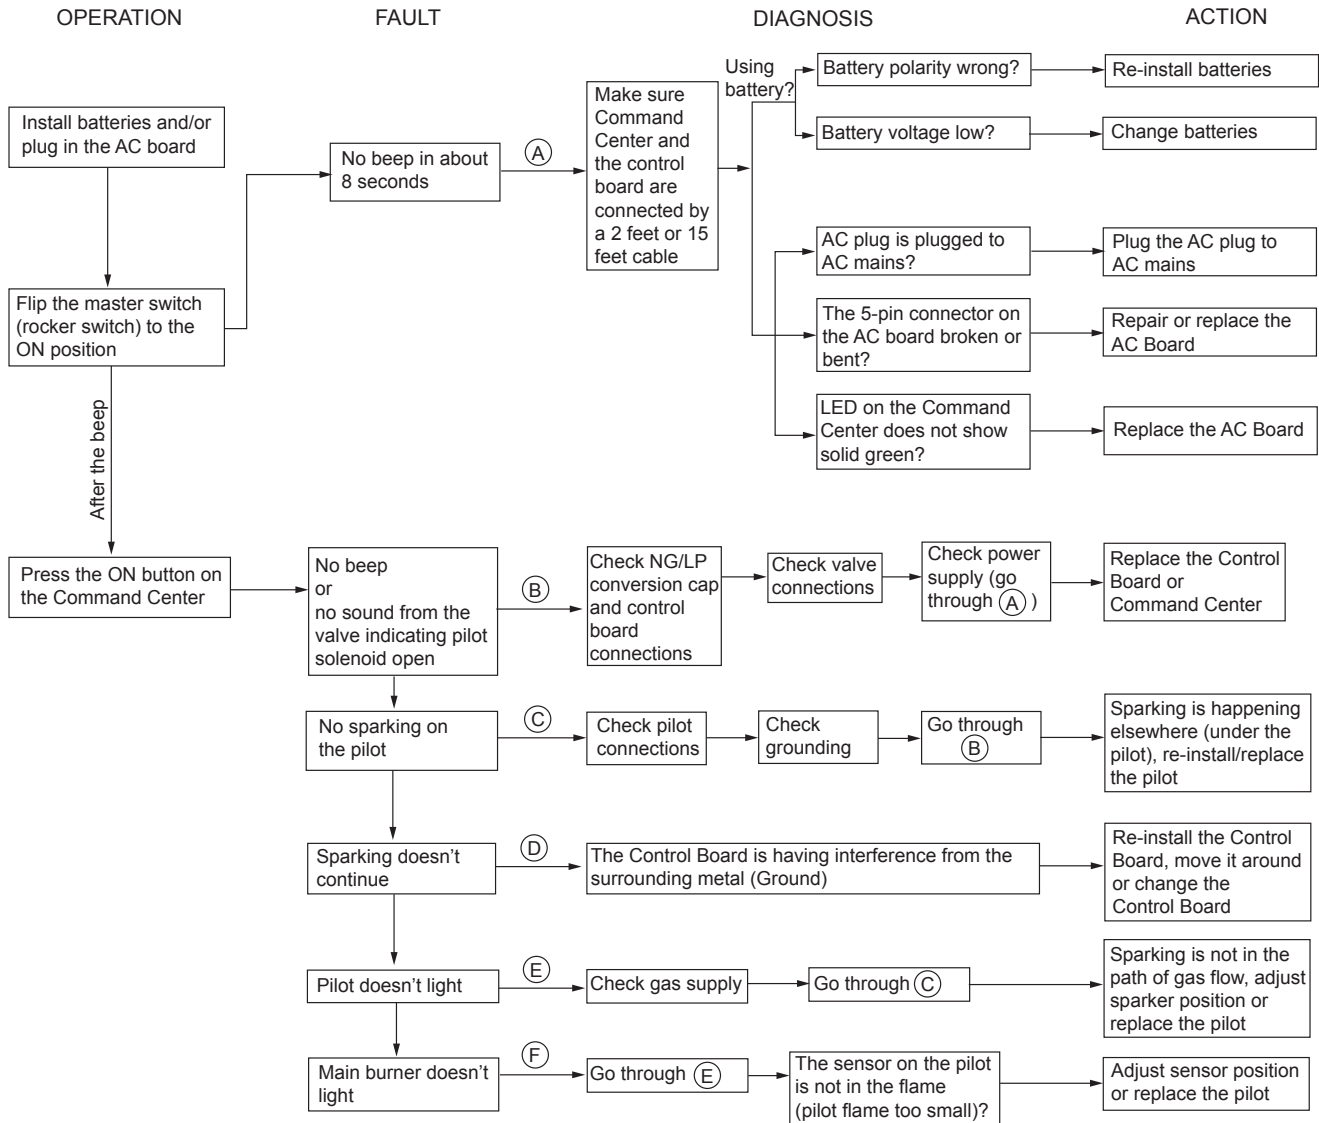 OPERATION
FAULT
DIAGNOSIS
ACTION
Install batteries and/or
plug in the AC board
No beep in about
8 seconds
A
Make sure
Command
Center and
the control
board are
connected by
a 2 feet or 15
feet cable
Using
battery?
Battery polarity wrong?
Re-install batteries
Battery voltage low?
Change batteries
AC plug is plugged to
AC mains?
Plug the AC plug to
AC mains
Flip the master switch
(rocker switch) to the
ON position
The 5-pin connector on
the AC board broken or
bent?
Repair or replace the
AC Board
LED on the Command
Center does not show
solid green?
Replace the AC Board
After the beep
Press the ON button on
the Command Center
No beep
or
no sound from the
valve indicating pilot
solenoid open
B
Check NG/LP
conversion cap
and control
board
connections
Check valve
connections
Check power
supply (go
through A )
Replace the Control
Board or
Command Center
No sparking on
the pilot
C
Check pilot
connections
Check
grounding
Go through
B
Sparking is happening
elsewhere (under the
pilot), re-install/replace
the pilot
Sparking doesn't
continue
D
The Control Board is having interference from the
surrounding metal (Ground)
Re-install the Control
Board, move it around
or change the
Control Board
Pilot doesn't light
E
Check gas supply
Go through C
Sparking is not in the
path of gas flow, adjust
sparker position or
replace the pilot
Main burner doesn't
light
F
Go through E
The sensor on the pilot
is not in the flame
(pilot flame too small)?
Adjust sensor position
or replace the pilot